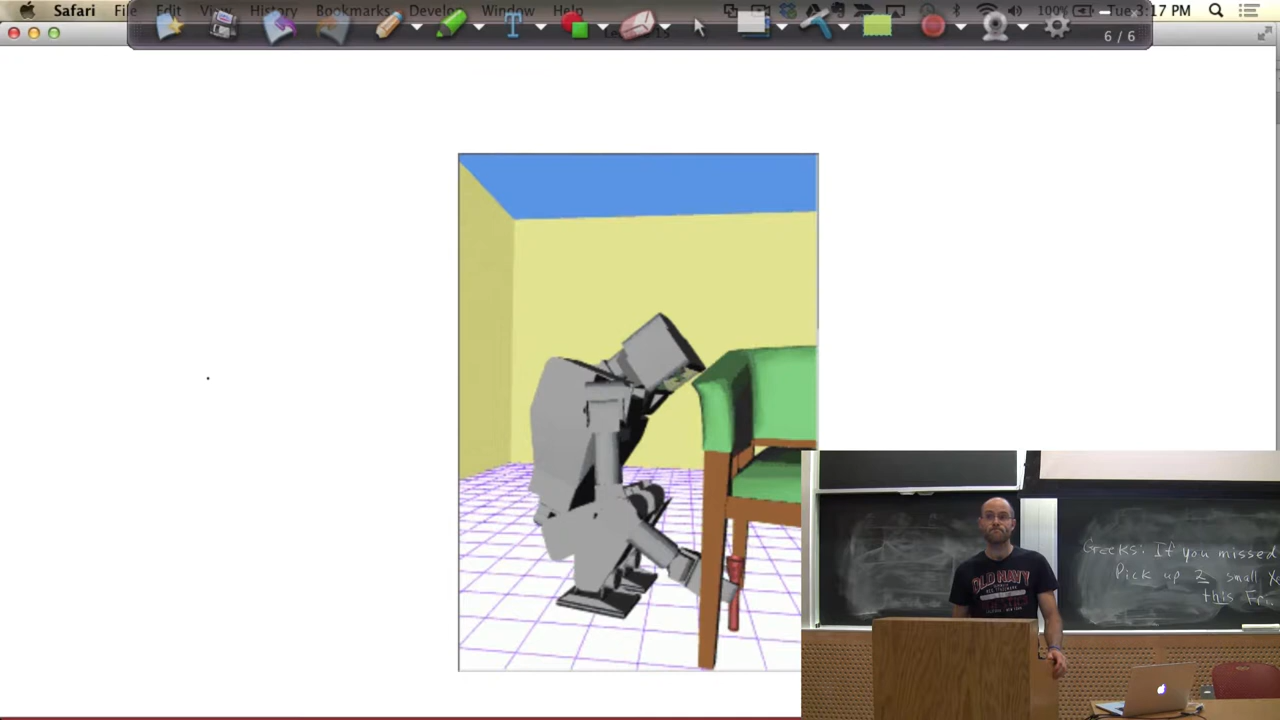 Safari File Edit View History Bookmarks Develop Window Help 100% Tue 3:17 PM
6 / 6
OLD NAVY
Greeks: If you missed
Pick up 2 small
this Fri.